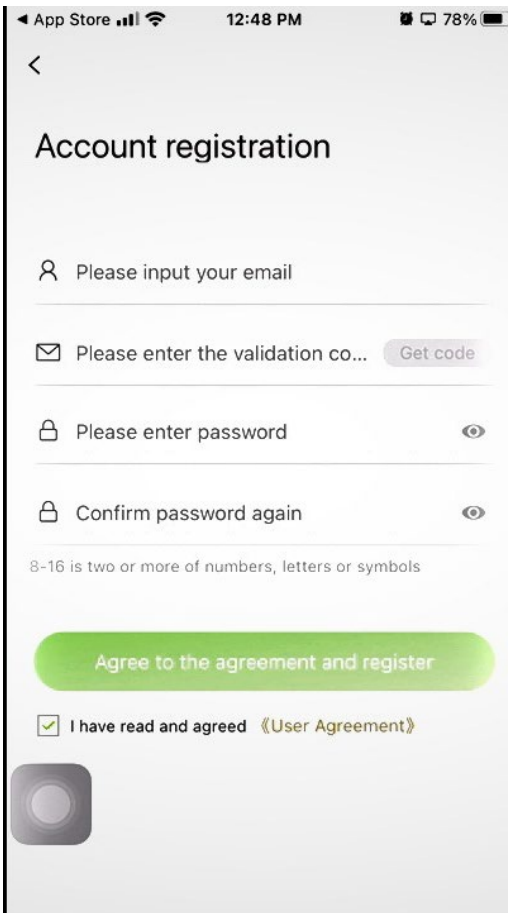 ◀ App Store 12:48 PM 78%
Account registration
Please input your email
Please enter the validation co... Get code
Please enter password
Confirm password again
8-16 is two or more of numbers, letters or symbols
Agree to the agreement and register
I have read and agreed 《User Agreement》